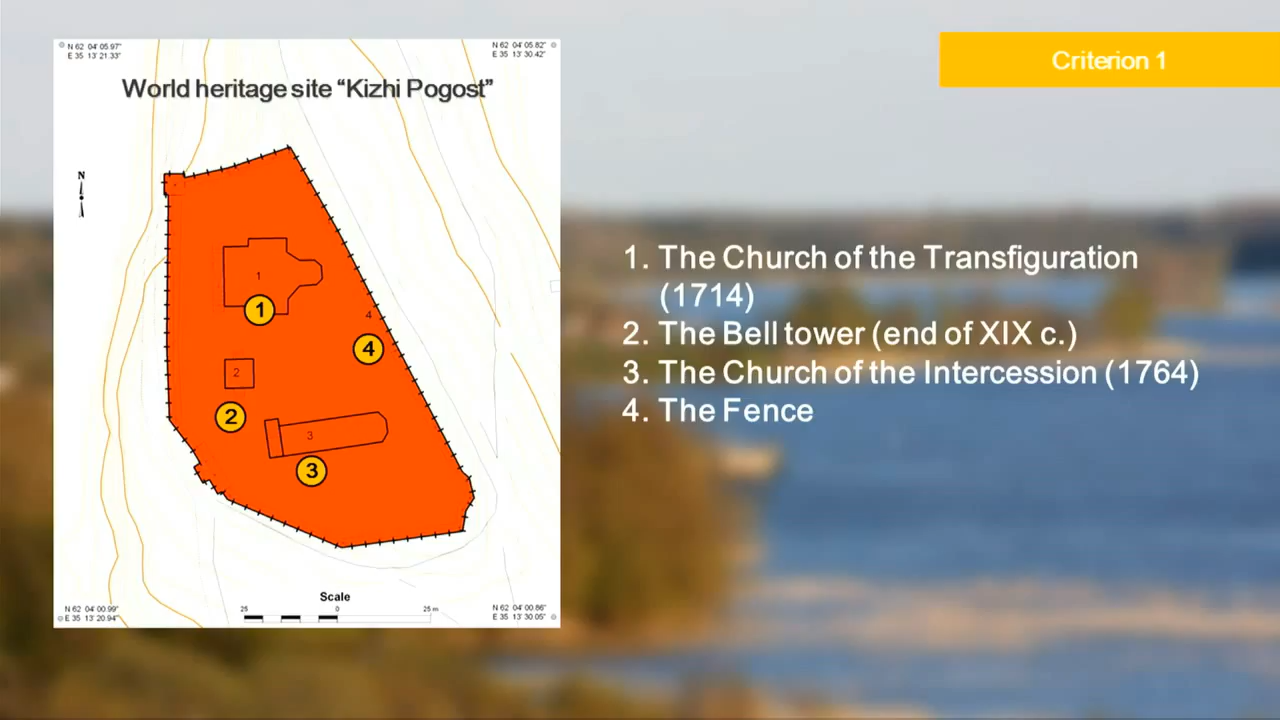 N 62 04' 05.97"
E 35 13' 21.33"
N 62 04' 05.82"
E 35 13' 30.42"
World heritage site “Kizhi Pogost”
Criterion 1
N
1
1
4
4
2
2
3
3
1. The Church of the Transfiguration
(1714)
2. The Bell tower (end of XIX c.)
3. The Church of the Intercession (1764)
4. The Fence
Scale
25 0 25 m
N 62 04' 00.99"
E 35 13' 20.94"
N 62 04' 00.86"
E 35 13' 30.05"